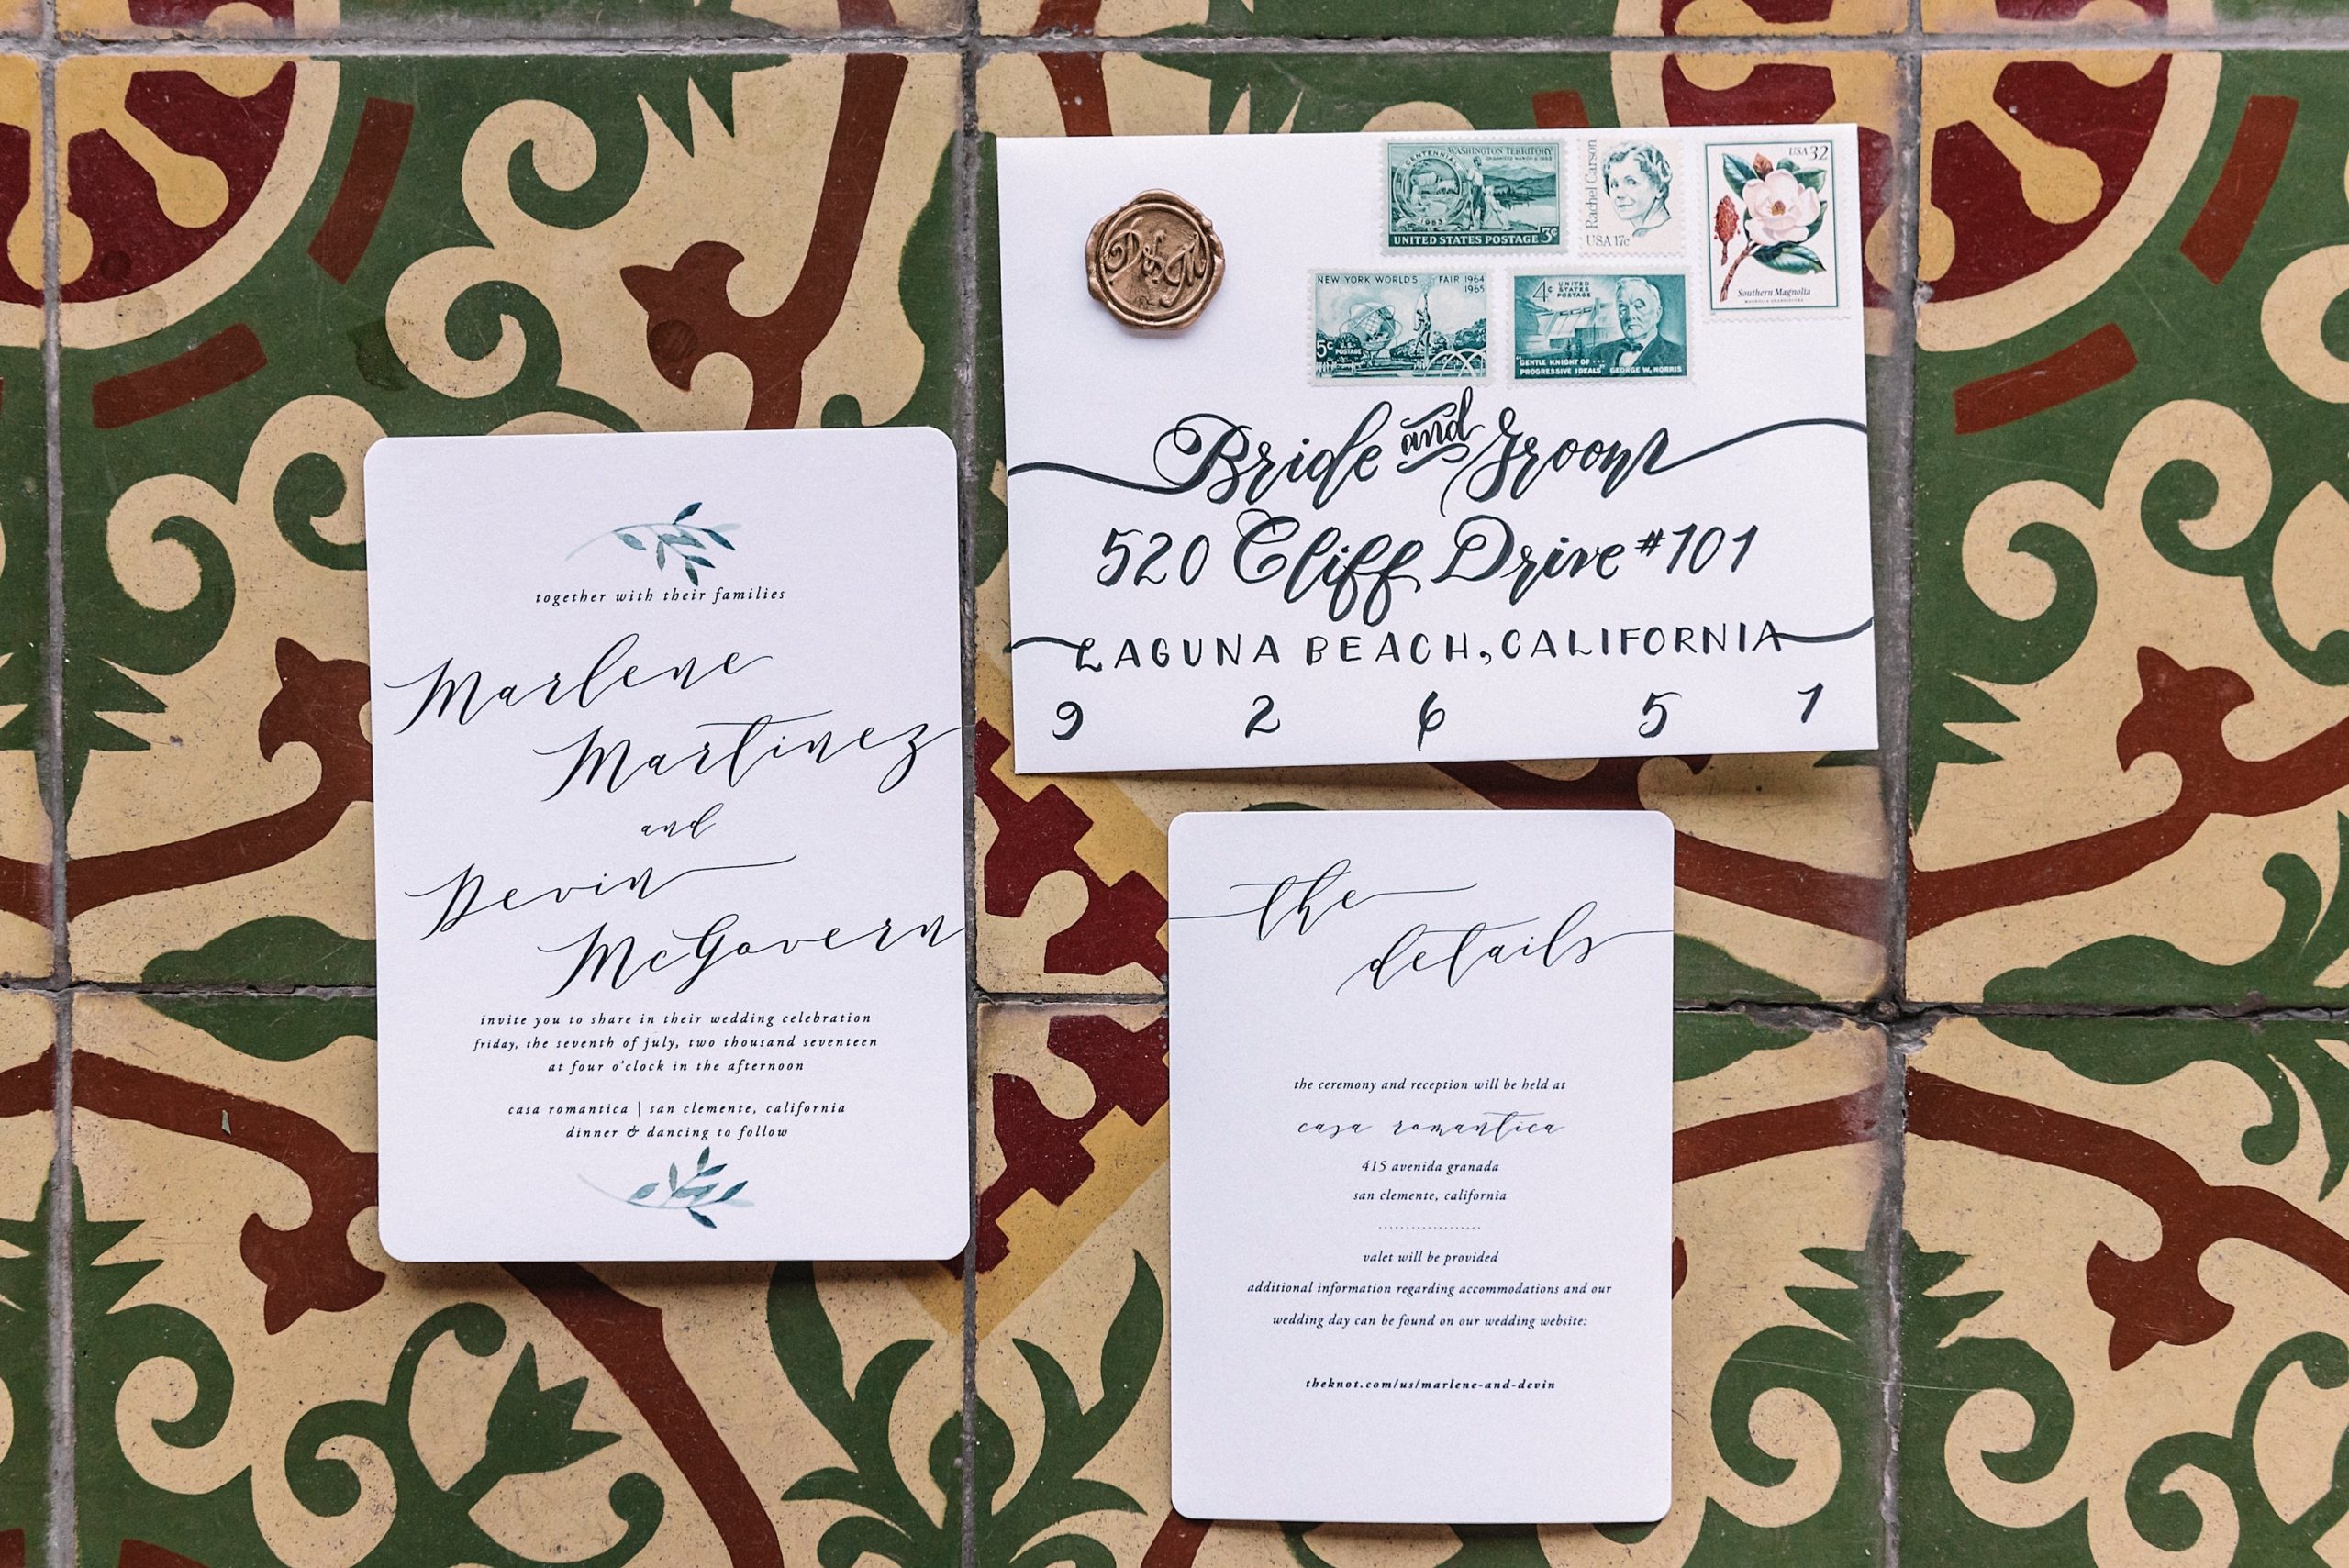 together with their families
Marlene
Martinez
and
Devin
McGovern
invite you to share in their wedding celebration
friday, the seventh of july, two thousand seventeen
at four o'clock in the afternoon
casa romantica | san clemente, california
dinner & dancing to follow
D & M
CENTENNIAL WASHINGTON TERRITORY
1953
UNITED STATES POSTAGE 3¢
Rachel Carson
USA 17c
USA 32
Southern Magnolia
NEW YORK WORLD'S FAIR 1964
1965
5¢
U.S.
POSTAGE
4¢ UNITED
STATES
POSTAGE
"GENTLE KNIGHT OF ...
PROGRESSIVE IDEALS" GEORGE W. NORRIS
Bride and Groom
520 Cliff Drive #101
LAGUNA BEACH, CALIFORNIA
9 2 6 5 1
the
details
the ceremony and reception will be held at
casa romantica
415 avenida granada
san clemente, california
valet will be provided
additional information regarding accommodations and our
wedding day can be found on our wedding website:
theknot.com/us/marlene-and-devin